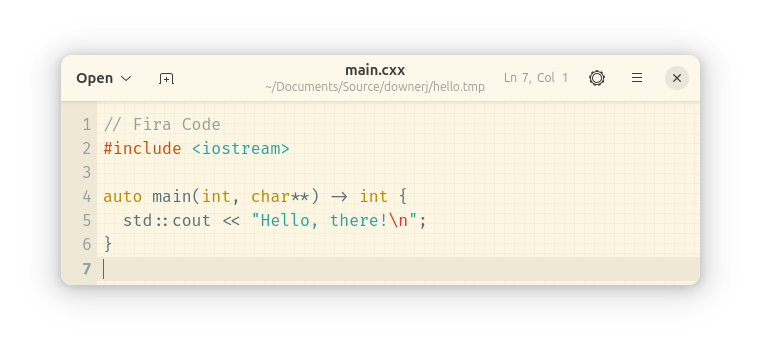 Open
main.cxx
~/Documents/Source/downerj/hello.tmp
Ln 7, Col 1
1 // Fira Code
2 #include <iostream>
3
4 auto main(int, char**) -> int {
5   std::cout << "Hello, there!\n";
6 }
7